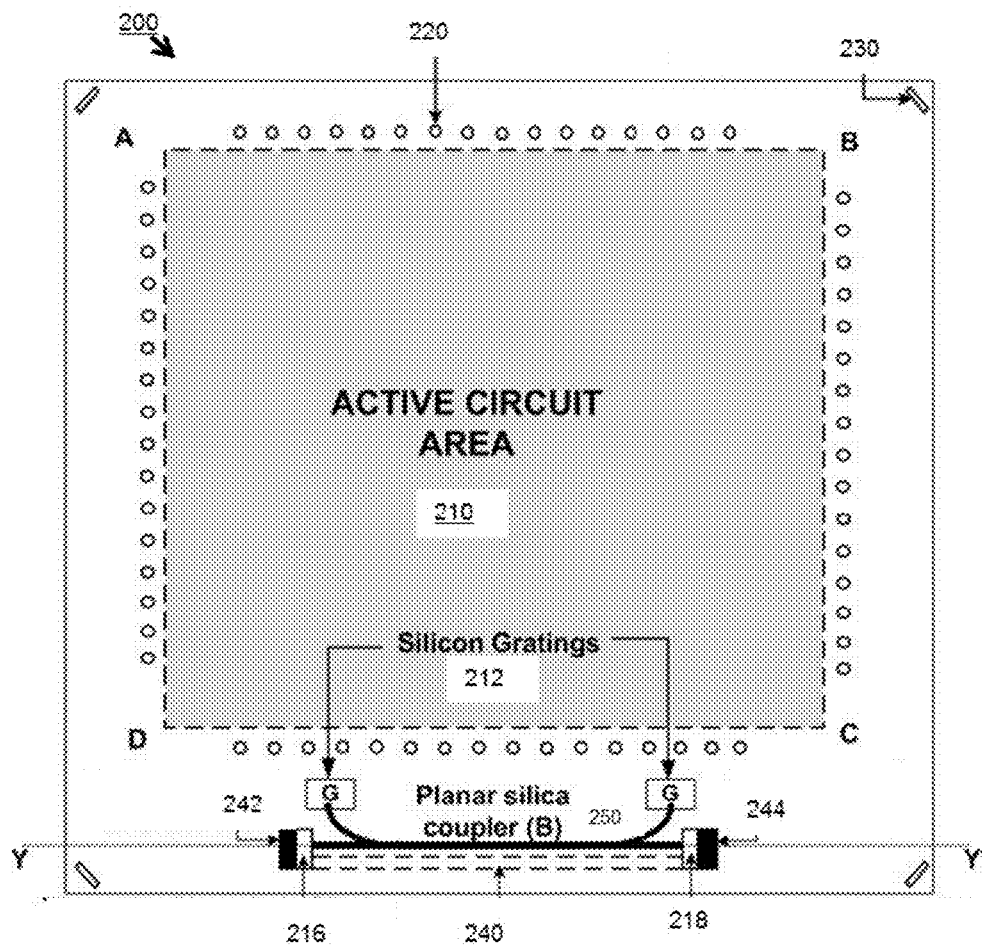 200
220
230
A
B
ACTIVE CIRCUIT
AREA
210
Silicon Gratings
212
D
C
G
G
242
Planar silica
coupler (B)
250
244
Y
Y
216
240
218